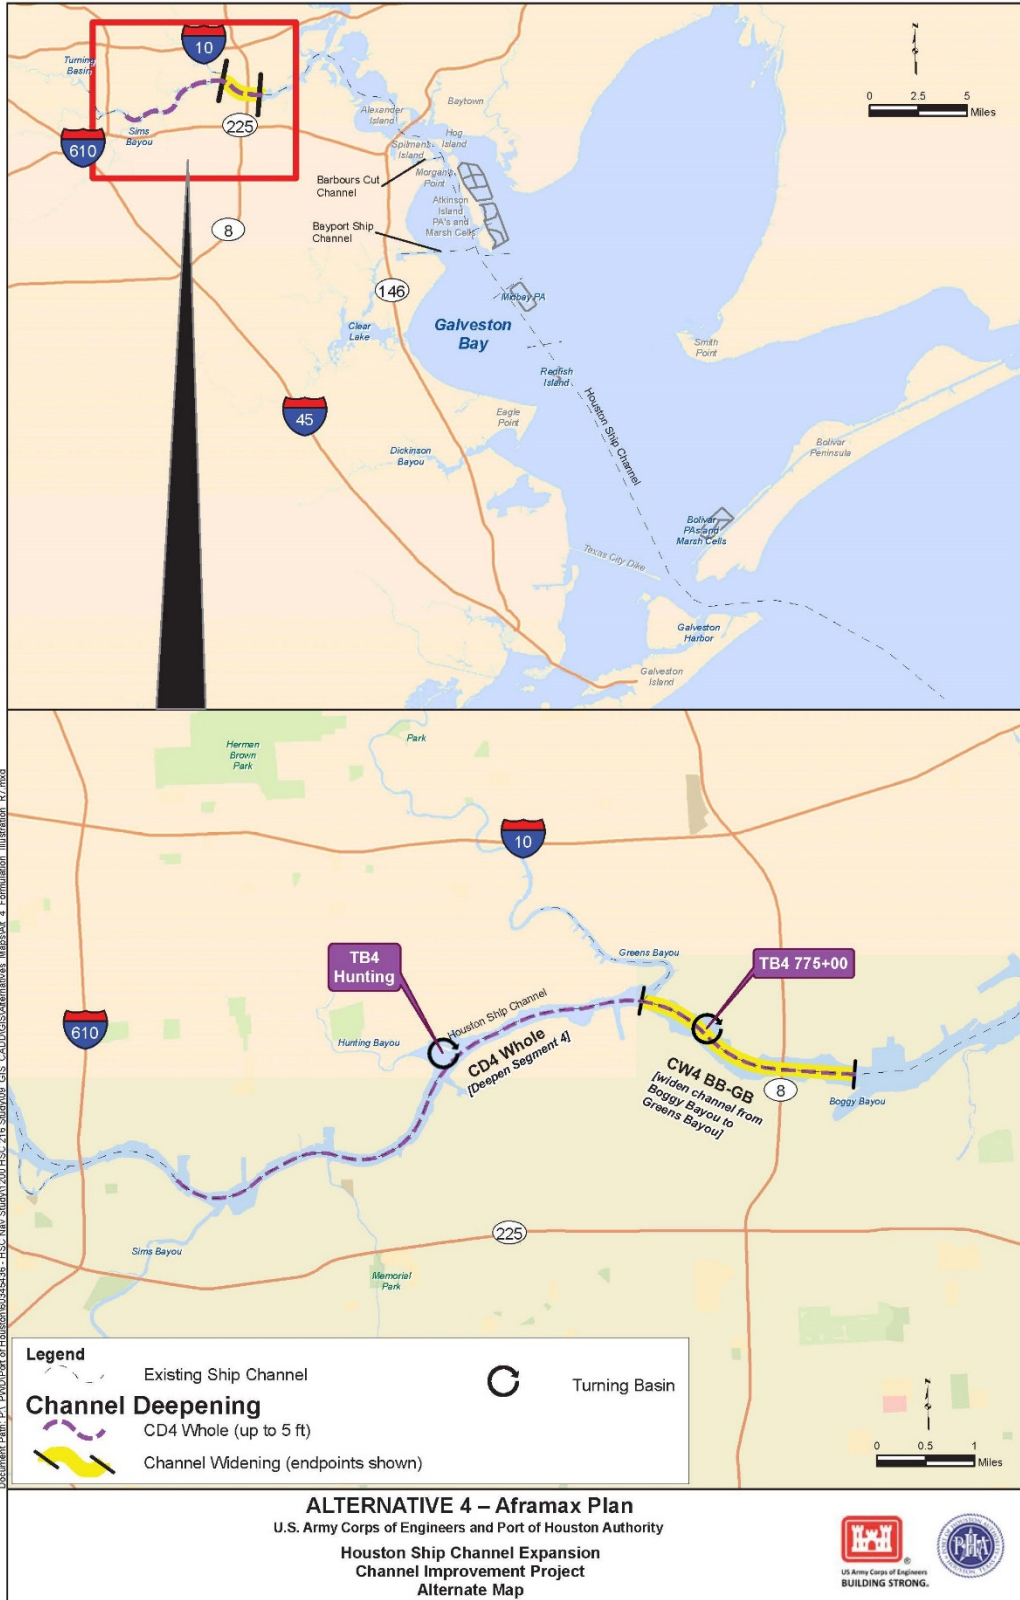 10
Turning
Basin
225
Sims
Bayou
610
8
Alexander
Island
Baytown
Hog
Island
Spilmans
Island
Barbours Cut
Channel
Morgans
Point
Atkinson
Island
PA's and
Marsh Cells
Bayport Ship
Channel
146
Midbay PA
Galveston
Bay
Clear
Lake
Redfish
Island
Smith
Point
45
Eagle
Point
Houston Ship Channel
Dickinson
Bayou
Bolivar
Peninsula
Bolivar
PAs and
Marsh Cells
Texas City Dike
Galveston
Harbor
Galveston
Island
N
0 2.5 5
Miles
Herman
Brown
Park
Park
10
Greens Bayou
TB4
Hunting
TB4 775+00
610
Houston Ship Channel
Hunting Bayou
CD4 Whole
[Deepen Segment 4]
CW4 BB-GB
[widen channel from
Boggy Bayou to
Greens Bayou]
8
Boggy Bayou
225
Sims Bayou
Memorial
Park
Legend
Existing Ship Channel
Turning Basin
Channel Deepening
CD4 Whole (up to 5 ft)
Channel Widening (endpoints shown)
N
0 0.5 1
Miles
ALTERNATIVE 4 – Aframax Plan
U.S. Army Corps of Engineers and Port of Houston Authority
Houston Ship Channel Expansion
Channel Improvement Project
Alternate Map
US Army Corps of Engineers
BUILDING STRONG.
®
PHA